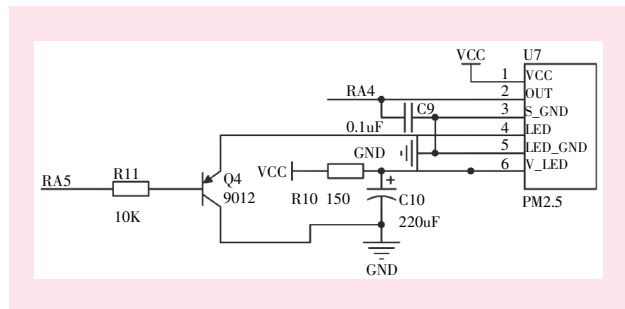 VCC U7
1 VCC
RA4 2 OUT
C9 3 S_GND
0.1uF 4 LED
GND 5 LED_GND
VCC 6 V_LED
RA5 R11 Q4
9012
10K
R10 150 + C10
220uF
PM2.5
GND